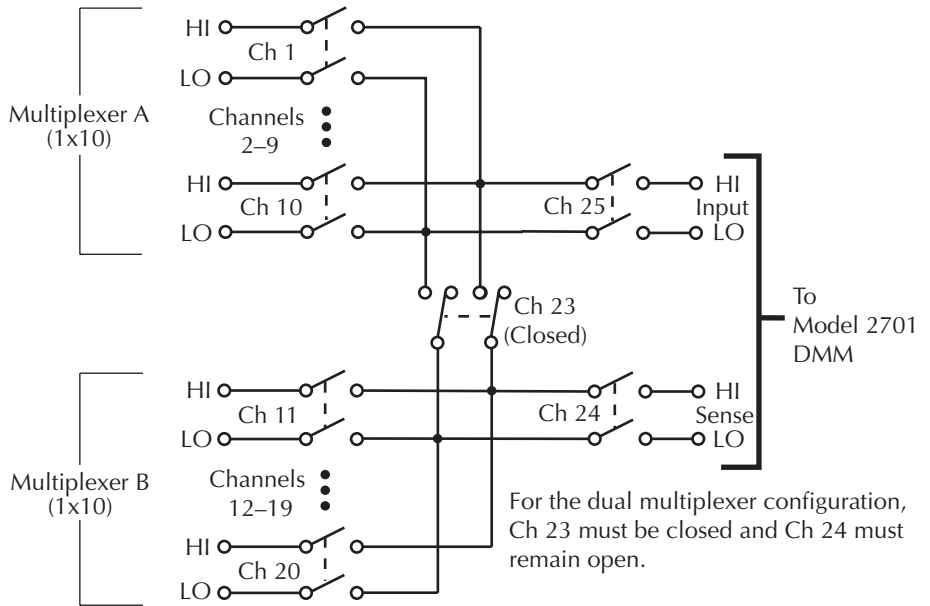 HI
Ch 1
LO
Multiplexer A
(1x10)
Channels
2–9
HI
Ch 10
LO
Ch 25
HI
Input
LO
Ch 23
(Closed)
To
Model 2701
DMM
HI
Ch 11
LO
Ch 24
HI
Sense
LO
Multiplexer B
(1x10)
Channels
12–19
HI
Ch 20
LO
For the dual multiplexer configuration,
Ch 23 must be closed and Ch 24 must
remain open.